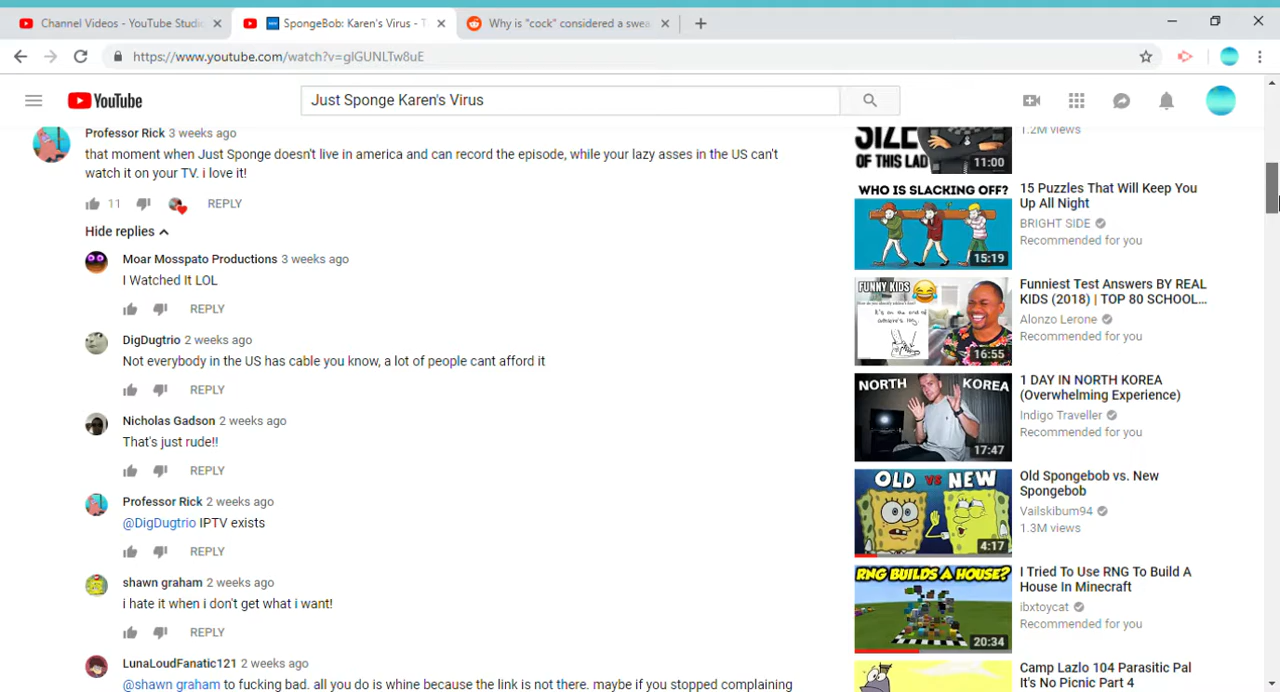 Channel Videos - YouTube Studi
SpongeBob: Karen's Virus - T
Why is "cock" considered a swea
https://www.youtube.com/watch?v=glGUNLTw8uE
YouTube
Just Sponge Karen's Virus
Professor Rick 3 weeks ago
that moment when Just Sponge doesn't live in america and can record the episode, while your lazy asses in the US can't
watch it on your TV. i love it!
11 REPLY
Hide replies
Moar Mosspato Productions 3 weeks ago
I Watched It LOL
REPLY
DigDugtrio 2 weeks ago
Not everybody in the US has cable you know, a lot of people cant afford it
REPLY
Nicholas Gadson 2 weeks ago
That's just rude!!
REPLY
Professor Rick 2 weeks ago
@DigDugtrio IPTV exists
REPLY
shawn graham 2 weeks ago
i hate it when i don't get what i want!
REPLY
LunaLoudFanatic121 2 weeks ago
@shawn graham to fucking bad. all you do is whine because the link is not there. maybe if you stopped complaining
SIZE
OF THIS LAD
11:00
1.2M views
WHO IS SLACKING OFF?
15:19
15 Puzzles That Will Keep You
Up All Night
BRIGHT SIDE
Recommended for you
FUNNY KIDS
16:55
Funniest Test Answers BY REAL
KIDS (2018) | TOP 80 SCHOOL...
Alonzo Lerone
Recommended for you
NORTH KOREA
17:47
1 DAY IN NORTH KOREA
(Overwhelming Experience)
Indigo Traveller
Recommended for you
OLD VS NEW
4:17
Old Spongebob vs. New
Spongebob
Vailskibum94
1.3M views
RNG BUILDS A HOUSE?
20:34
I Tried To Use RNG To Build A
House In Minecraft
ibxtoycat
Recommended for you
Camp Lazlo 104 Parasitic Pal
It's No Picnic Part 4